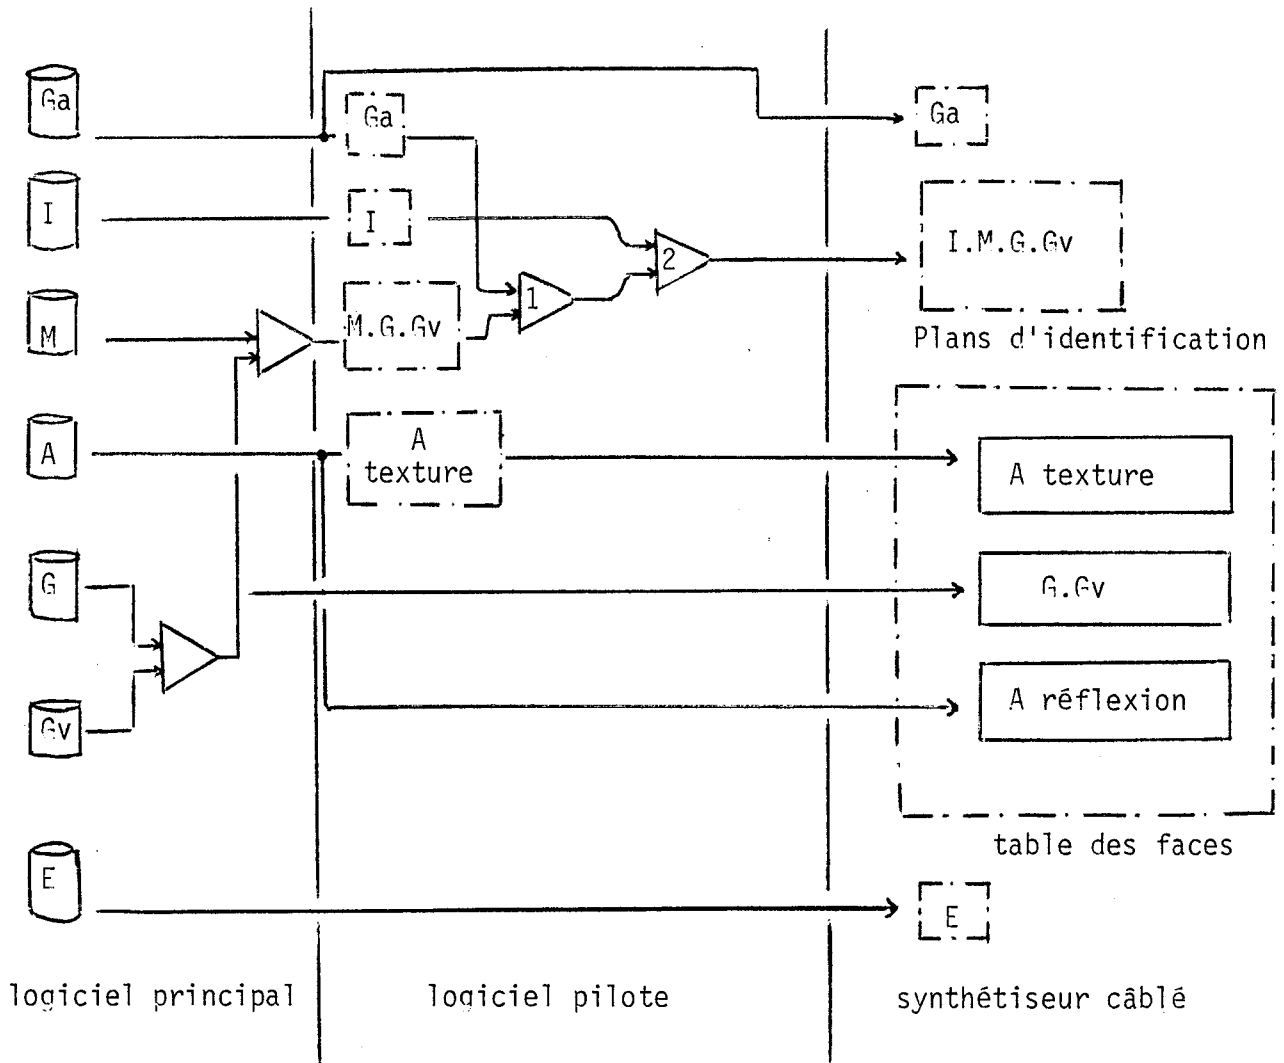 Ga
Ga
Ga
I
I
I.M.G.Gv
2
1
M
M.G.Gv
Plans d'identification
A
A
texture
A texture
G
G.Gv
Gv
A réflexion
table des faces
E
E
logiciel principal
logiciel pilote
synthétiseur câblé